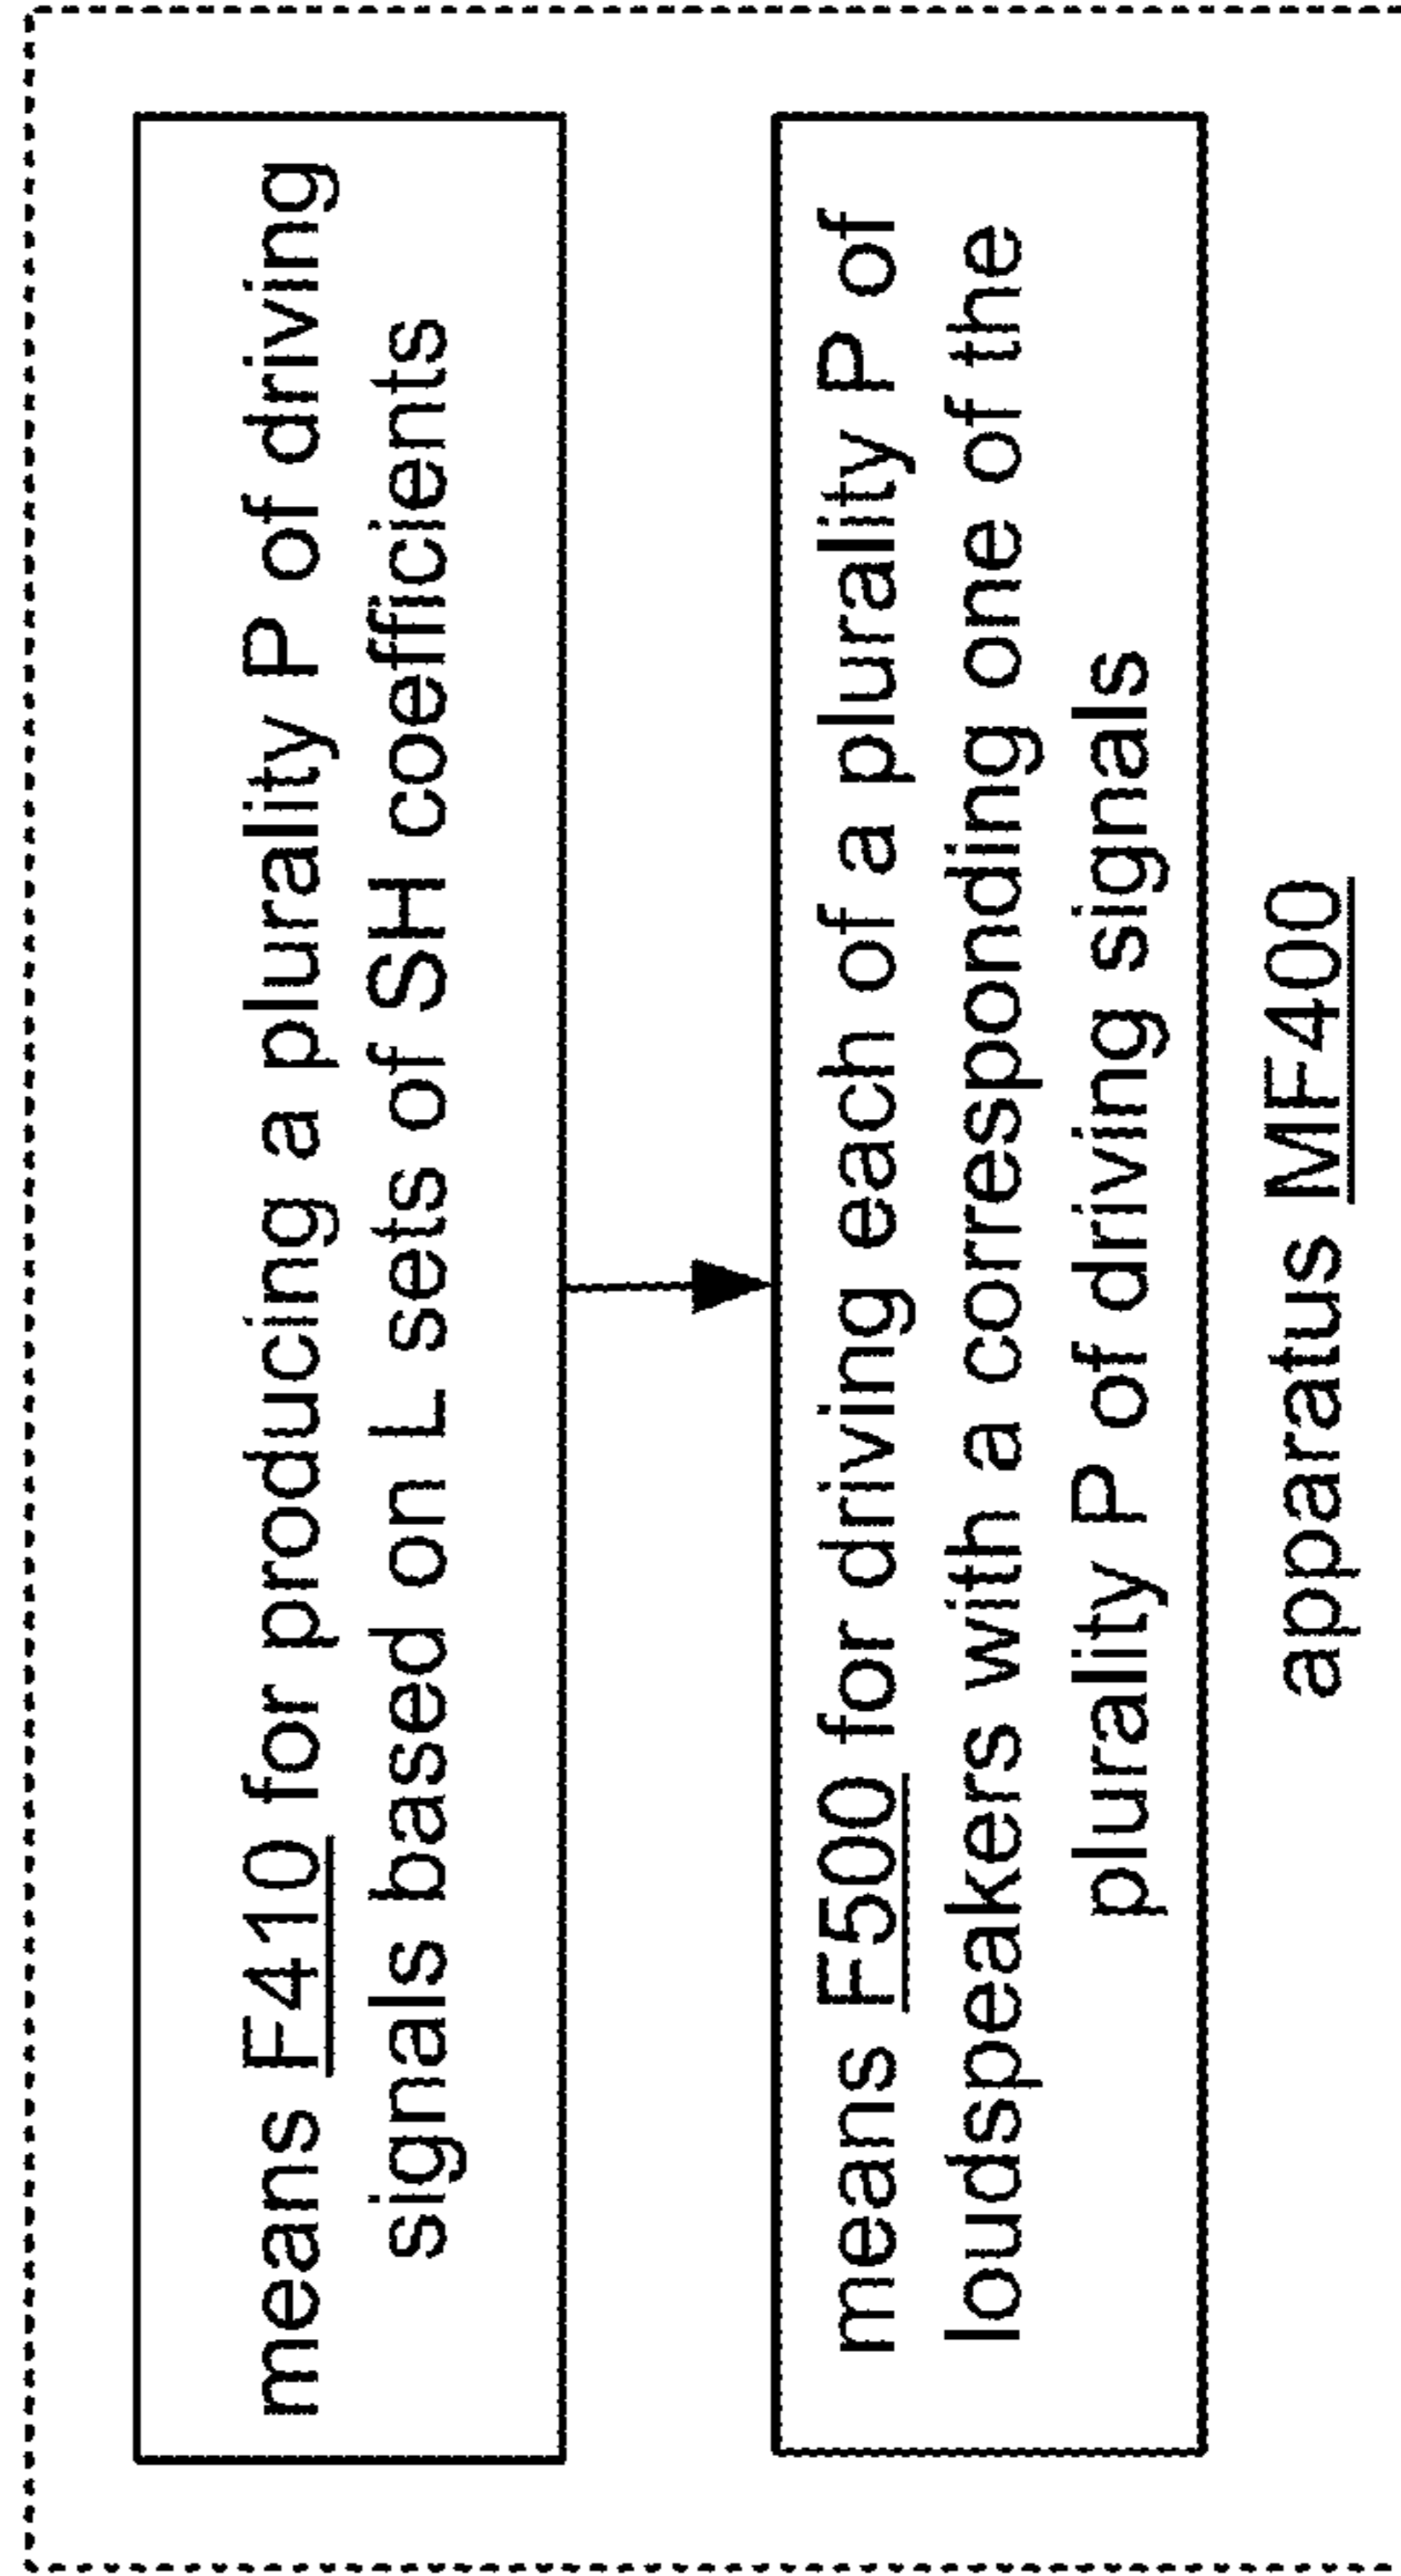 means F410 for producing a plurality P of driving
signals based on L sets of SH coefficients
means F500 for driving each of a plurality P of
loudspeakers with a corresponding one of the
plurality P of driving signals
apparatus MF400